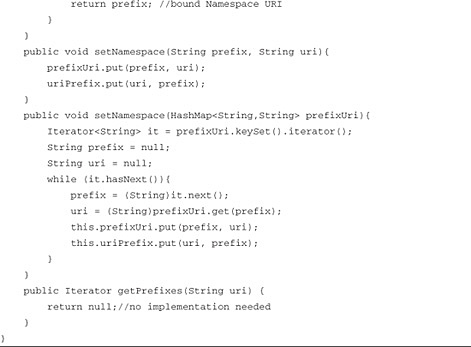 return prefix; //bound Namespace URI
}
}
public void setNamespace(String prefix, String uri){
prefixUri.put(prefix, uri);
uriPrefix.put(uri, prefix);
}
public void setNamespace(HashMap<String,String> prefixUri){
Iterator<String> it = prefixUri.keySet().iterator();
String prefix = null;
String uri = null;
while (it.hasNext()){
prefix = (String)it.next();
uri = (String)prefixUri.get(prefix);
this.prefixUri.put(prefix, uri);
this.uriPrefix.put(uri, prefix);
}
}
public Iterator getPrefixes(String uri) {
return null;//no implementation needed
}
}